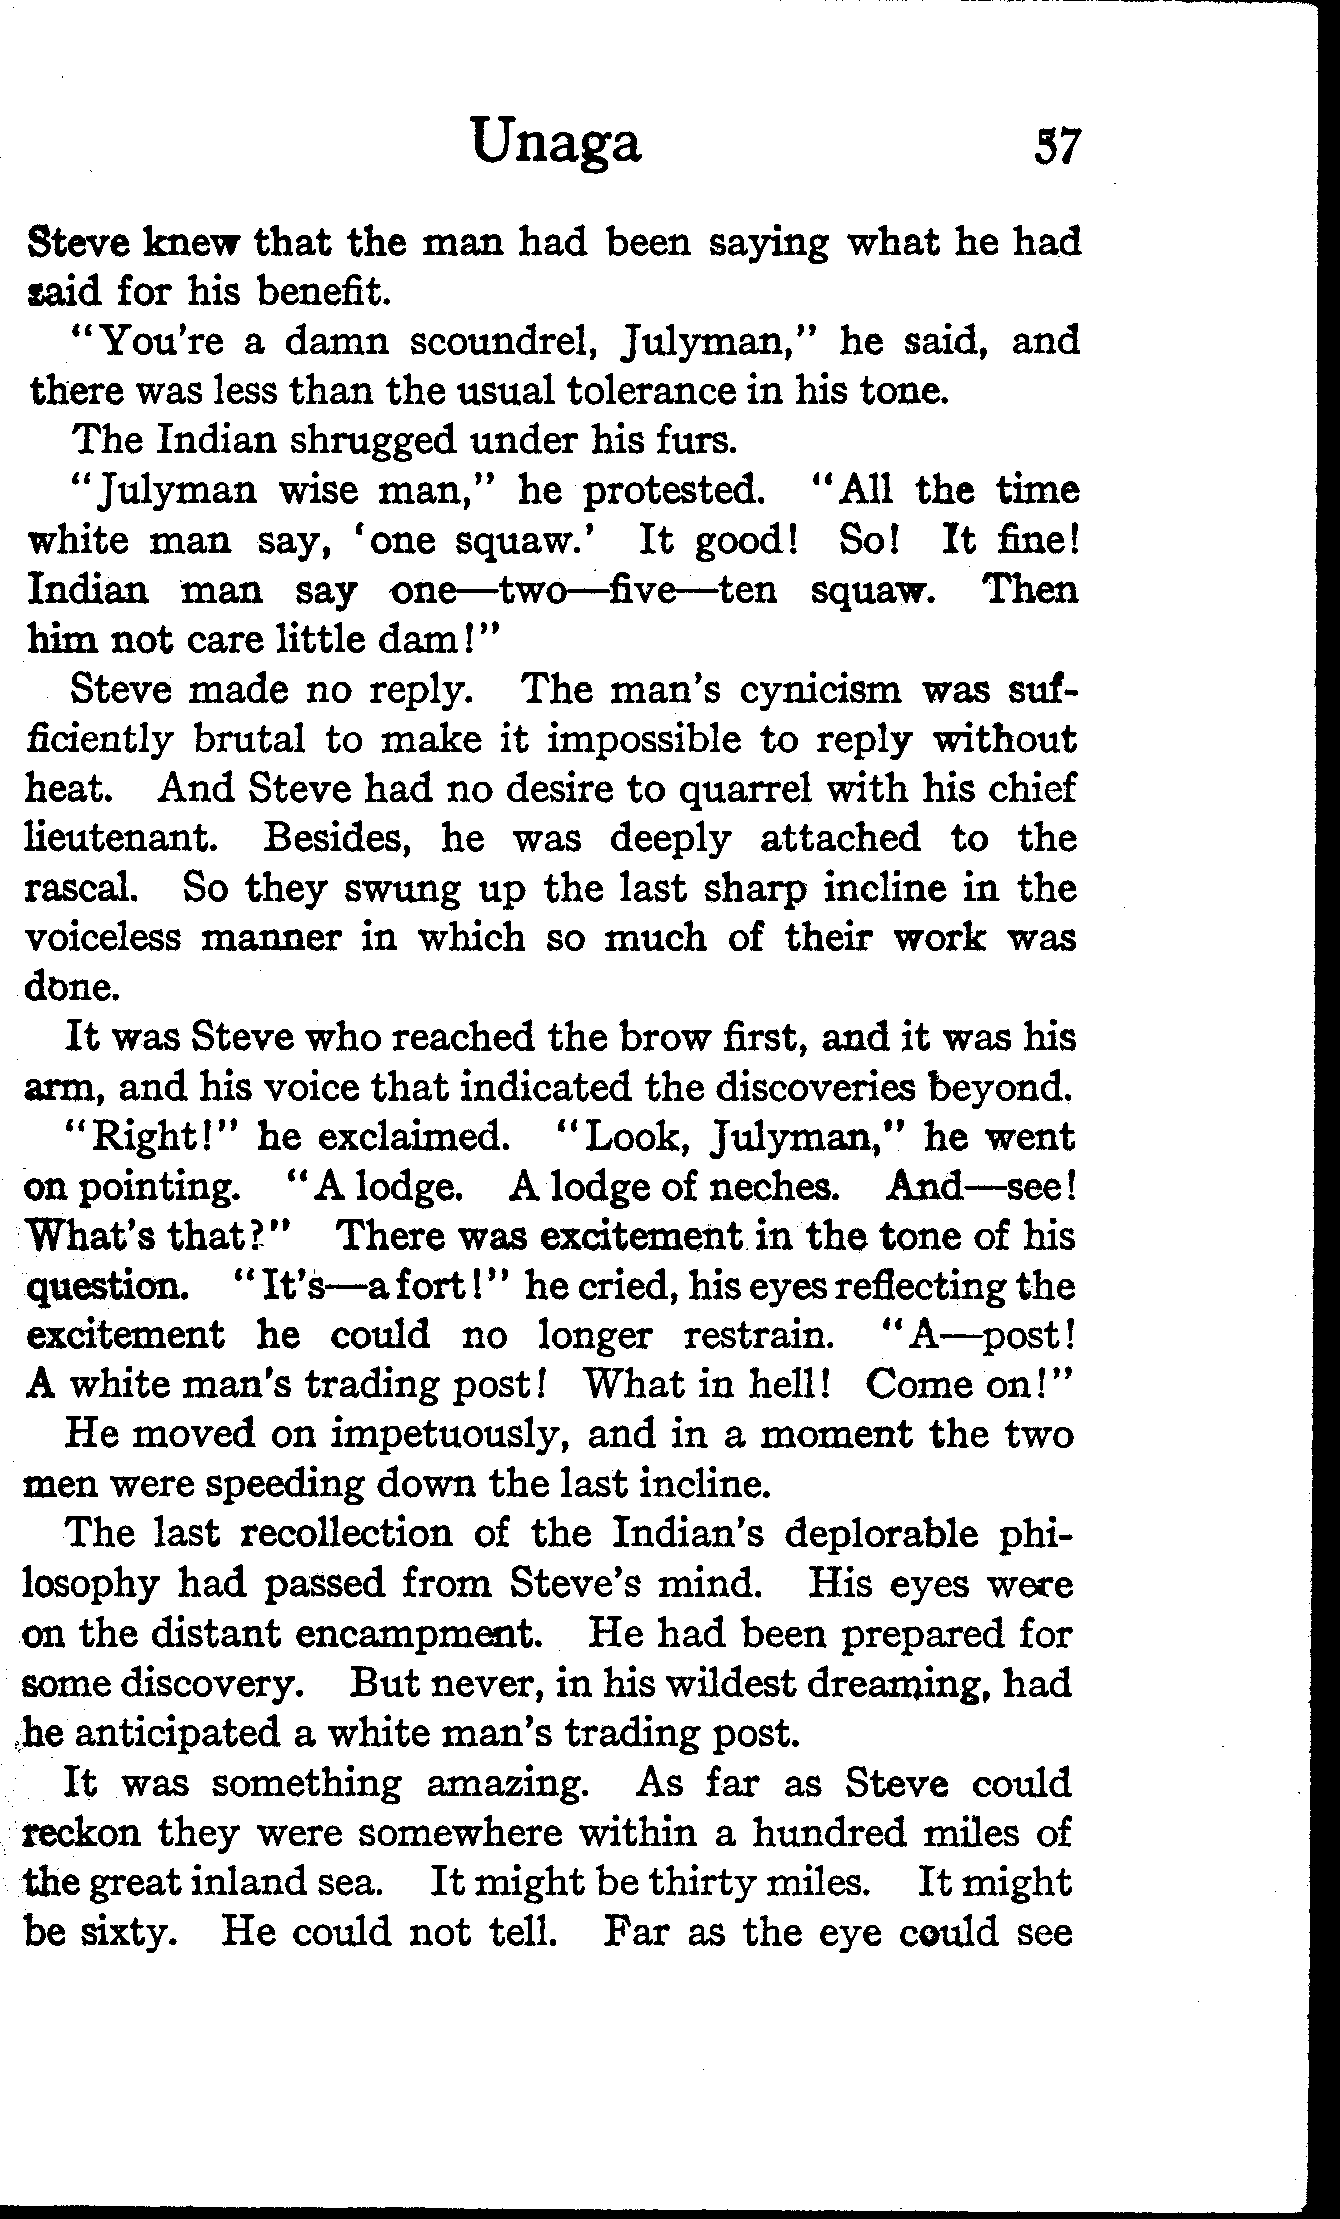 Unaga 57
Steve knew that the man had been saying what he had
said for his benefit.
"You're a damn scoundrel, Julyman," he said, and
there was less than the usual tolerance in his tone.
The Indian shrugged under his furs.
"Julyman wise man," he protested. "All the time
white man say, 'one squaw.' It good! So! It fine!
Indian man say one—two—five—ten squaw. Then
him not care little dam!"
Steve made no reply. The man's cynicism was suf-
ficiently brutal to make it impossible to reply without
heat. And Steve had no desire to quarrel with his chief
lieutenant. Besides, he was deeply attached to the
rascal. So they swung up the last sharp incline in the
voiceless manner in which so much of their work was
done.
It was Steve who reached the brow first, and it was his
arm, and his voice that indicated the discoveries beyond.
"Right!" he exclaimed. "Look, Julyman," he went
on pointing. "A lodge. A lodge of neches. And—see!
What's that?" There was excitement in the tone of his
question. "It's—a fort!" he cried, his eyes reflecting the
excitement he could no longer restrain. "A—post!
A white man's trading post! What in hell! Come on!"
He moved on impetuously, and in a moment the two
men were speeding down the last incline.
The last recollection of the Indian's deplorable phi-
losophy had passed from Steve's mind. His eyes were
on the distant encampment. He had been prepared for
some discovery. But never, in his wildest dreaming, had
he anticipated a white man's trading post.
It was something amazing. As far as Steve could
reckon they were somewhere within a hundred miles of
the great inland sea. It might be thirty miles. It might
be sixty. He could not tell. Far as the eye could see